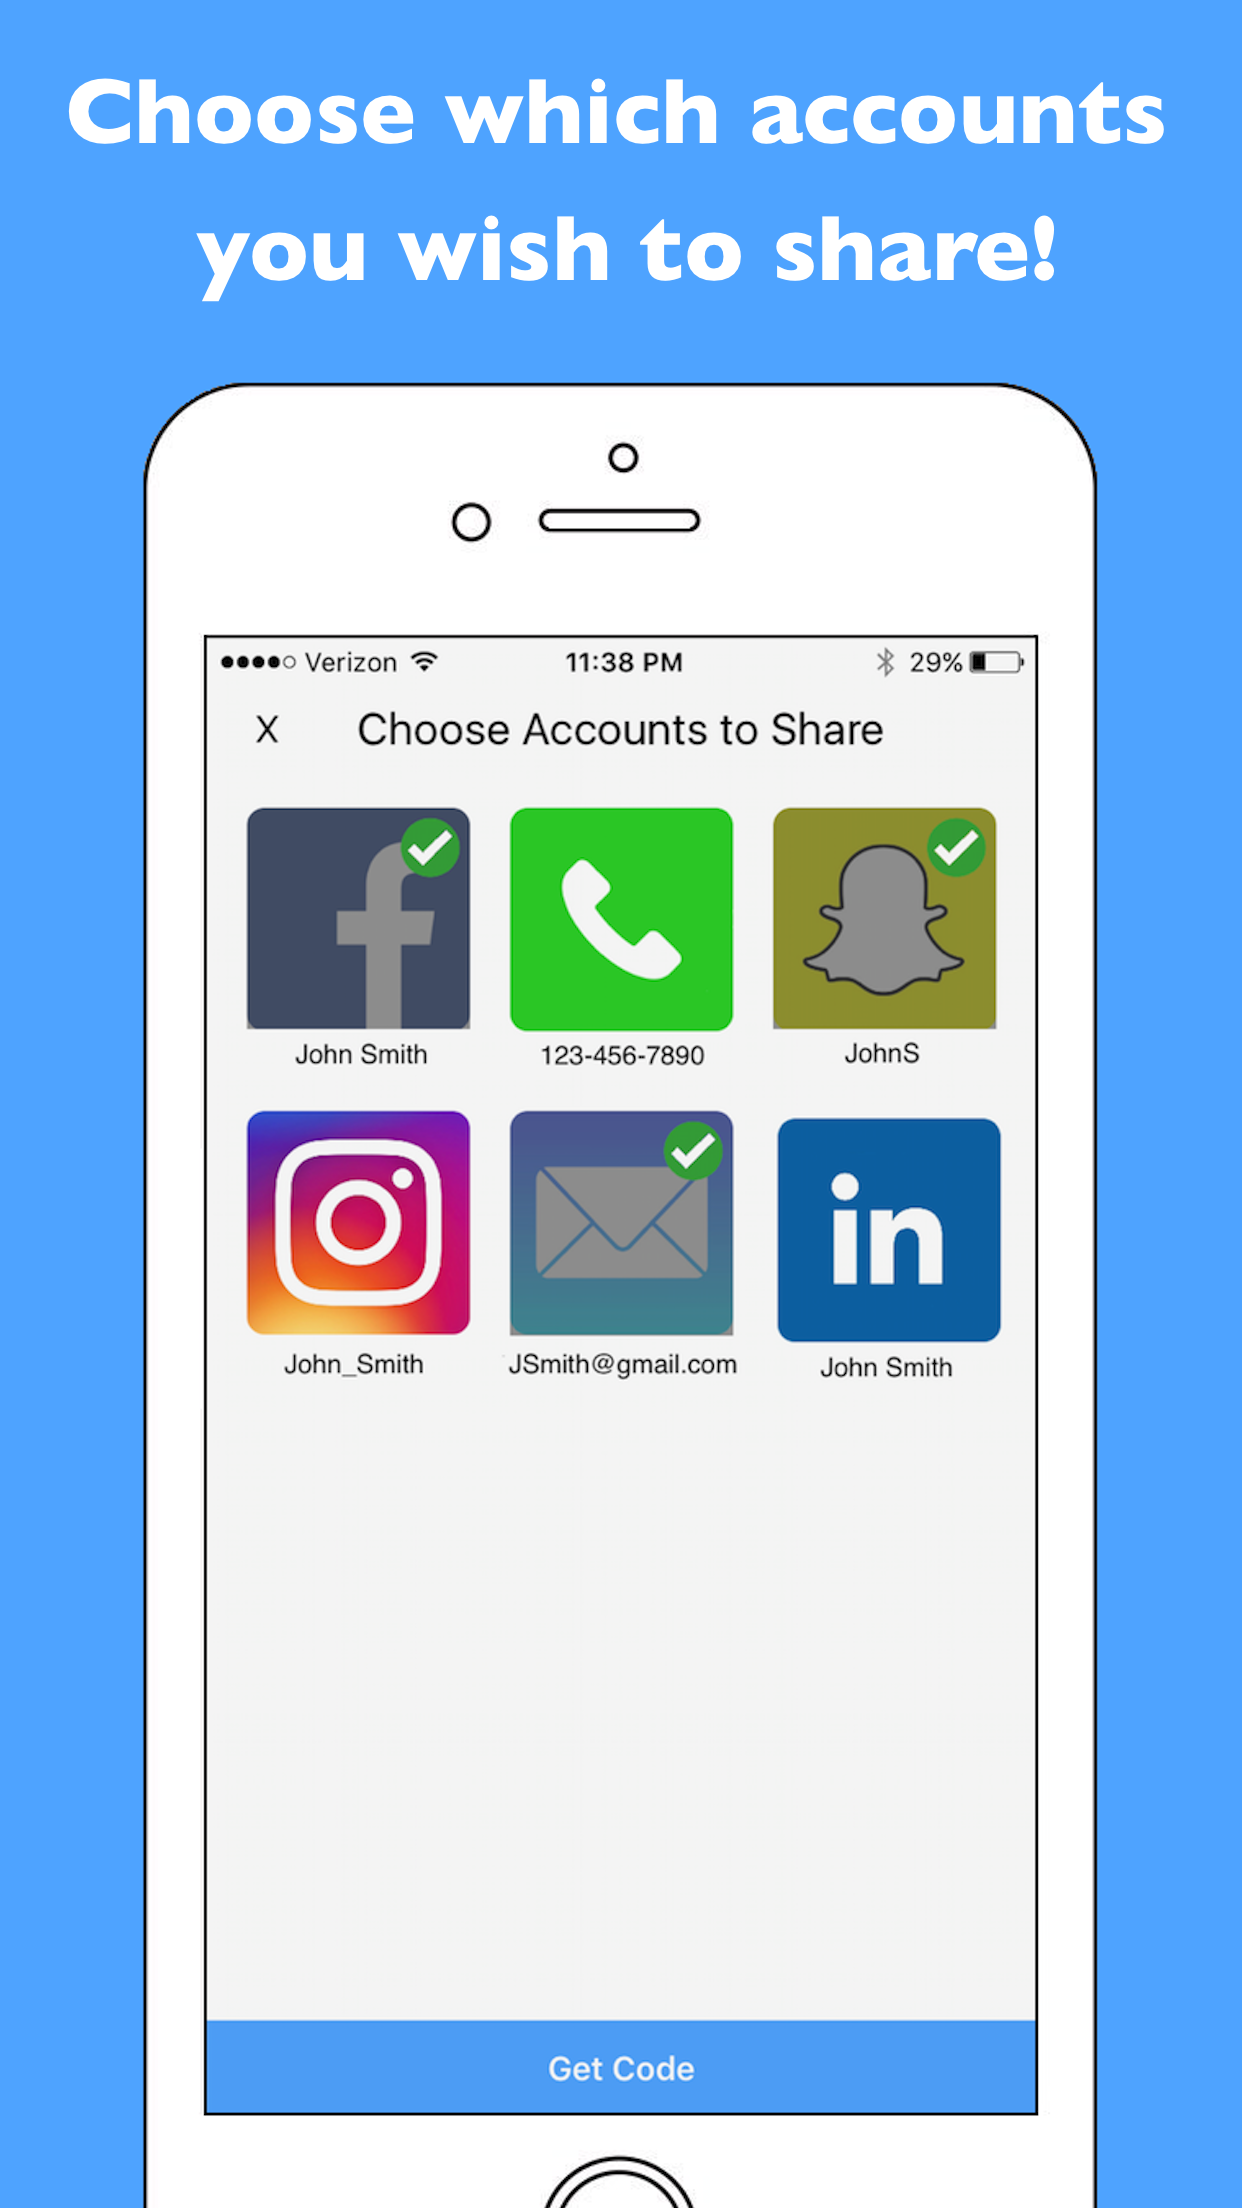 Choose which accounts
you wish to share!
Verizon 11:38 PM 29%
X Choose Accounts to Share
f
John Smith 123-456-7890 JohnS
in
John_Smith JSmith@gmail.com John Smith
Get Code